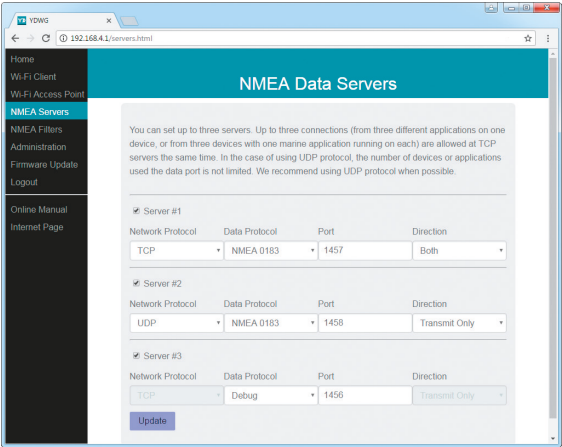 YDWG
192.168.4.1/servers.html
Home
Wi-Fi Client
Wi-Fi Access Point
NMEA Servers
NMEA Filters
Administration
Firmware Update
Logout
Online Manual
Internet Page
NMEA Data Servers
You can set up to three servers. Up to three connections (from three different applications on one
device, or from three devices with one marine application running on each) are allowed at TCP
servers the same time. In the case of using UDP protocol, the number of devices or applications
used the data port is not limited. We recommend using UDP protocol when possible.
Server #1
Network Protocol Data Protocol Port Direction
TCP NMEA 0183 1457 Both
Server #2
Network Protocol Data Protocol Port Direction
UDP NMEA 0183 1458 Transmit Only
Server #3
Network Protocol Data Protocol Port Direction
TCP Debug 1456 Transmit Only
Update